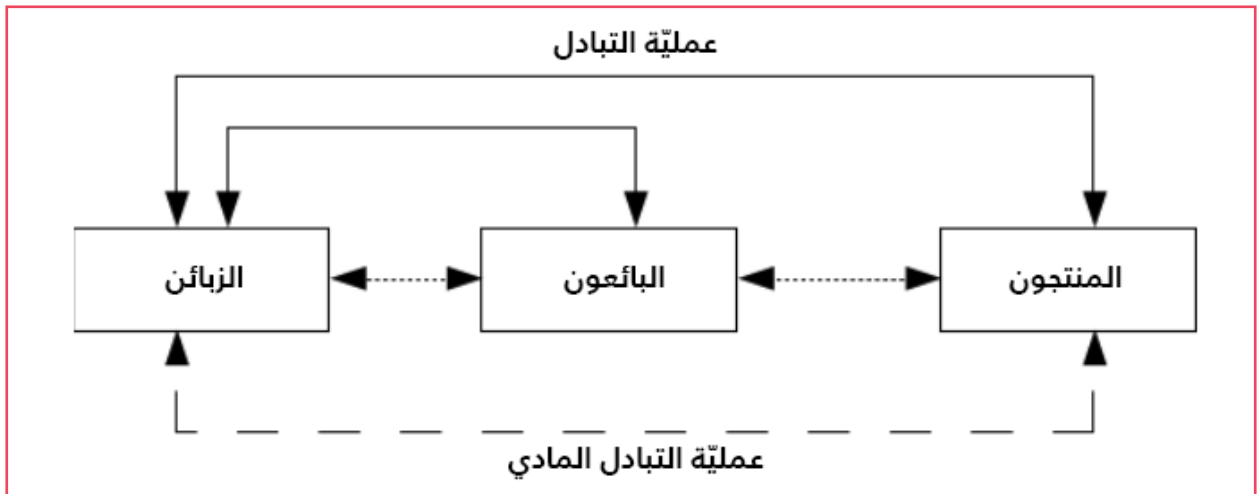 عمليّة التبادل
المنتجون
البائعون
الزبائن
عمليّة التبادل المادي